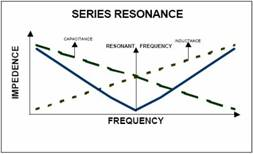 SERIES RESONANCE
CAPACITANCE
RESONANT FREQUENCY
INDUCTANCE
IMPEDENCE
FREQUENCY